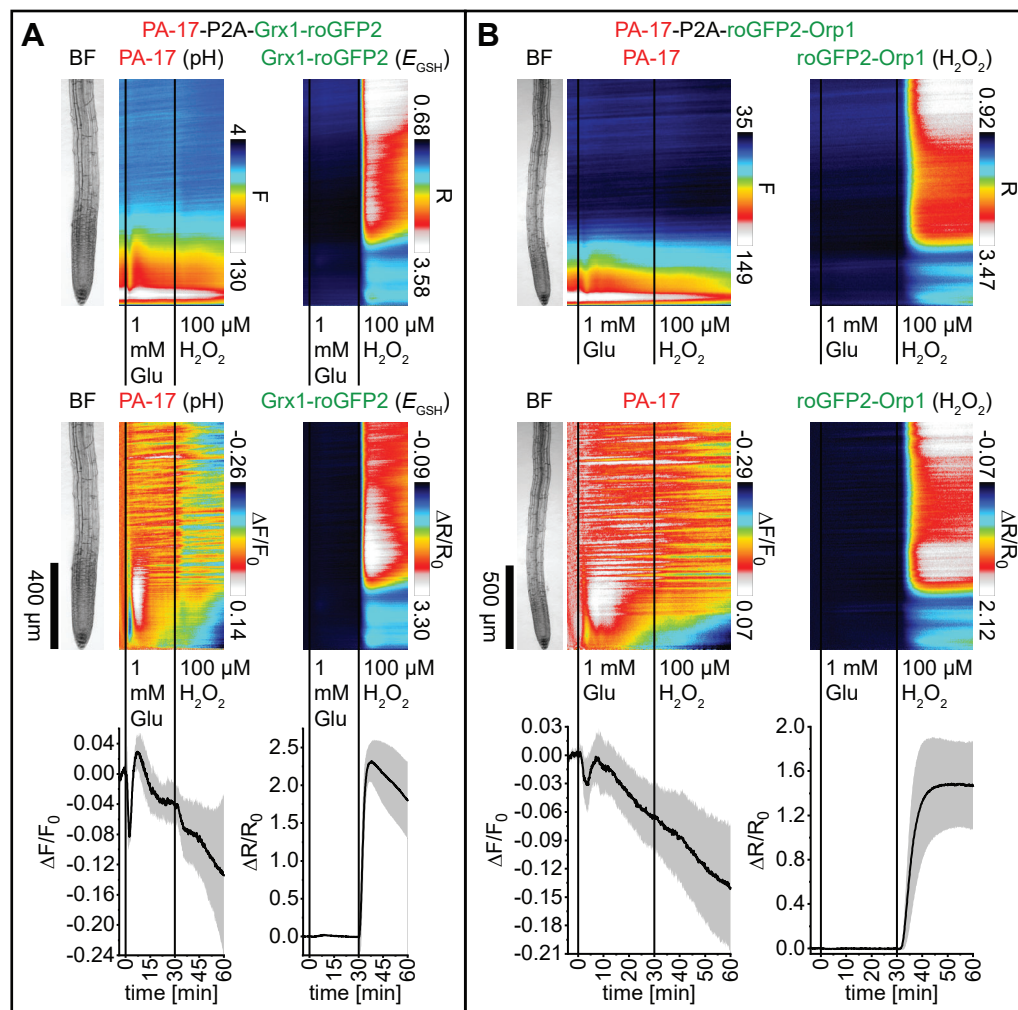 A
PA-17-P2A-Grx1-roGFP2
BF PA-17 (pH) Grx1-roGFP2 (E_GSH)
4
F
130
0.68
R
3.58
1 mM Glu
100 µM H₂O₂
1 mM Glu
100 µM H₂O₂
BF PA-17 (pH) Grx1-roGFP2 (E_GSH)
400 µm
-0.26
ΔF/F₀
0.14
-0.09
ΔR/R₀
3.30
1 mM Glu
100 µM H₂O₂
1 mM Glu
100 µM H₂O₂
0.04
0.00
-0.04
-0.08
-0.12
-0.16
-0.20
-0.24
ΔF/F₀
0 15 30 45 60
time [min]
2.5
2.0
1.5
1.0
0.5
0.0
ΔR/R₀
0 15 30 45 60
time [min]
B
PA-17-P2A-roGFP2-Orp1
BF PA-17 roGFP2-Orp1 (H₂O₂)
35
F
149
0.92
R
3.47
1 mM Glu
100 µM H₂O₂
1 mM Glu
100 µM H₂O₂
BF PA-17 roGFP2-Orp1 (H₂O₂)
500 µm
-0.29
ΔF/F₀
0.07
-0.07
ΔR/R₀
2.12
1 mM Glu
100 µM H₂O₂
1 mM Glu
100 µM H₂O₂
0.03
0.00
-0.03
-0.06
-0.09
-0.12
-0.15
-0.18
-0.21
ΔF/F₀
0 10 20 30 40 50 60
time [min]
2.0
1.6
1.2
0.8
0.4
0.0
ΔR/R₀
0 10 20 30 40 50 60
time [min]